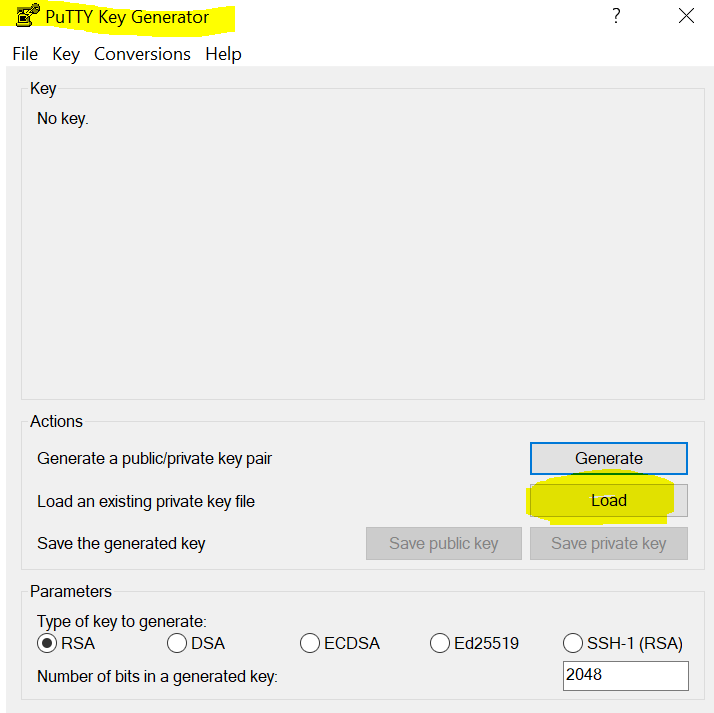 PuTTY Key Generator ?
File Key Conversions Help
Key
No key.
Actions
Generate a public/private key pair Generate
Load an existing private key file Load
Save the generated key Save public key Save private key
Parameters
Type of key to generate:
RSA DSA ECDSA Ed25519 SSH-1 (RSA)
Number of bits in a generated key: 2048